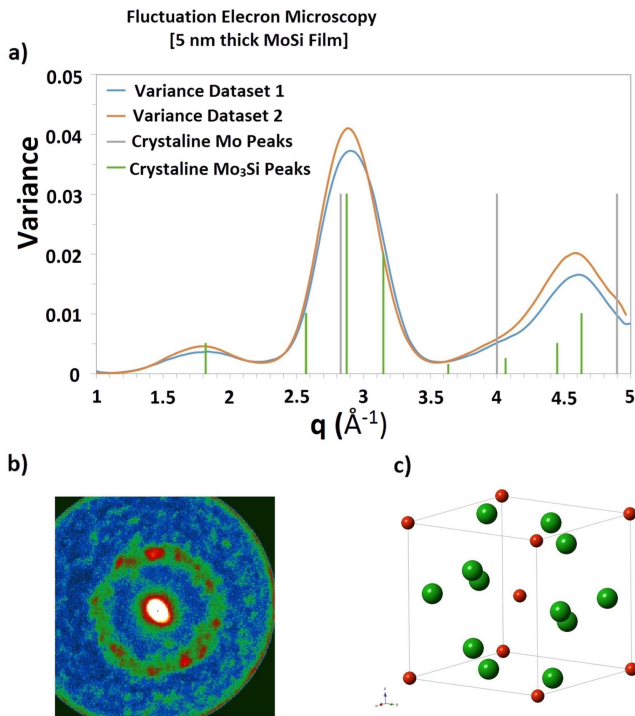 Fluctuation Elecron Microscopy
[5 nm thick MoSi Film]
a)
0.05
0.04
0.03
0.02
0.01
0
Variance
Variance Dataset 1
Variance Dataset 2
Crystaline Mo Peaks
Crystaline Mo₃Si Peaks
1 1.5 2 2.5 3 3.5 4 4.5 5
q (Å⁻¹)
b)
c)